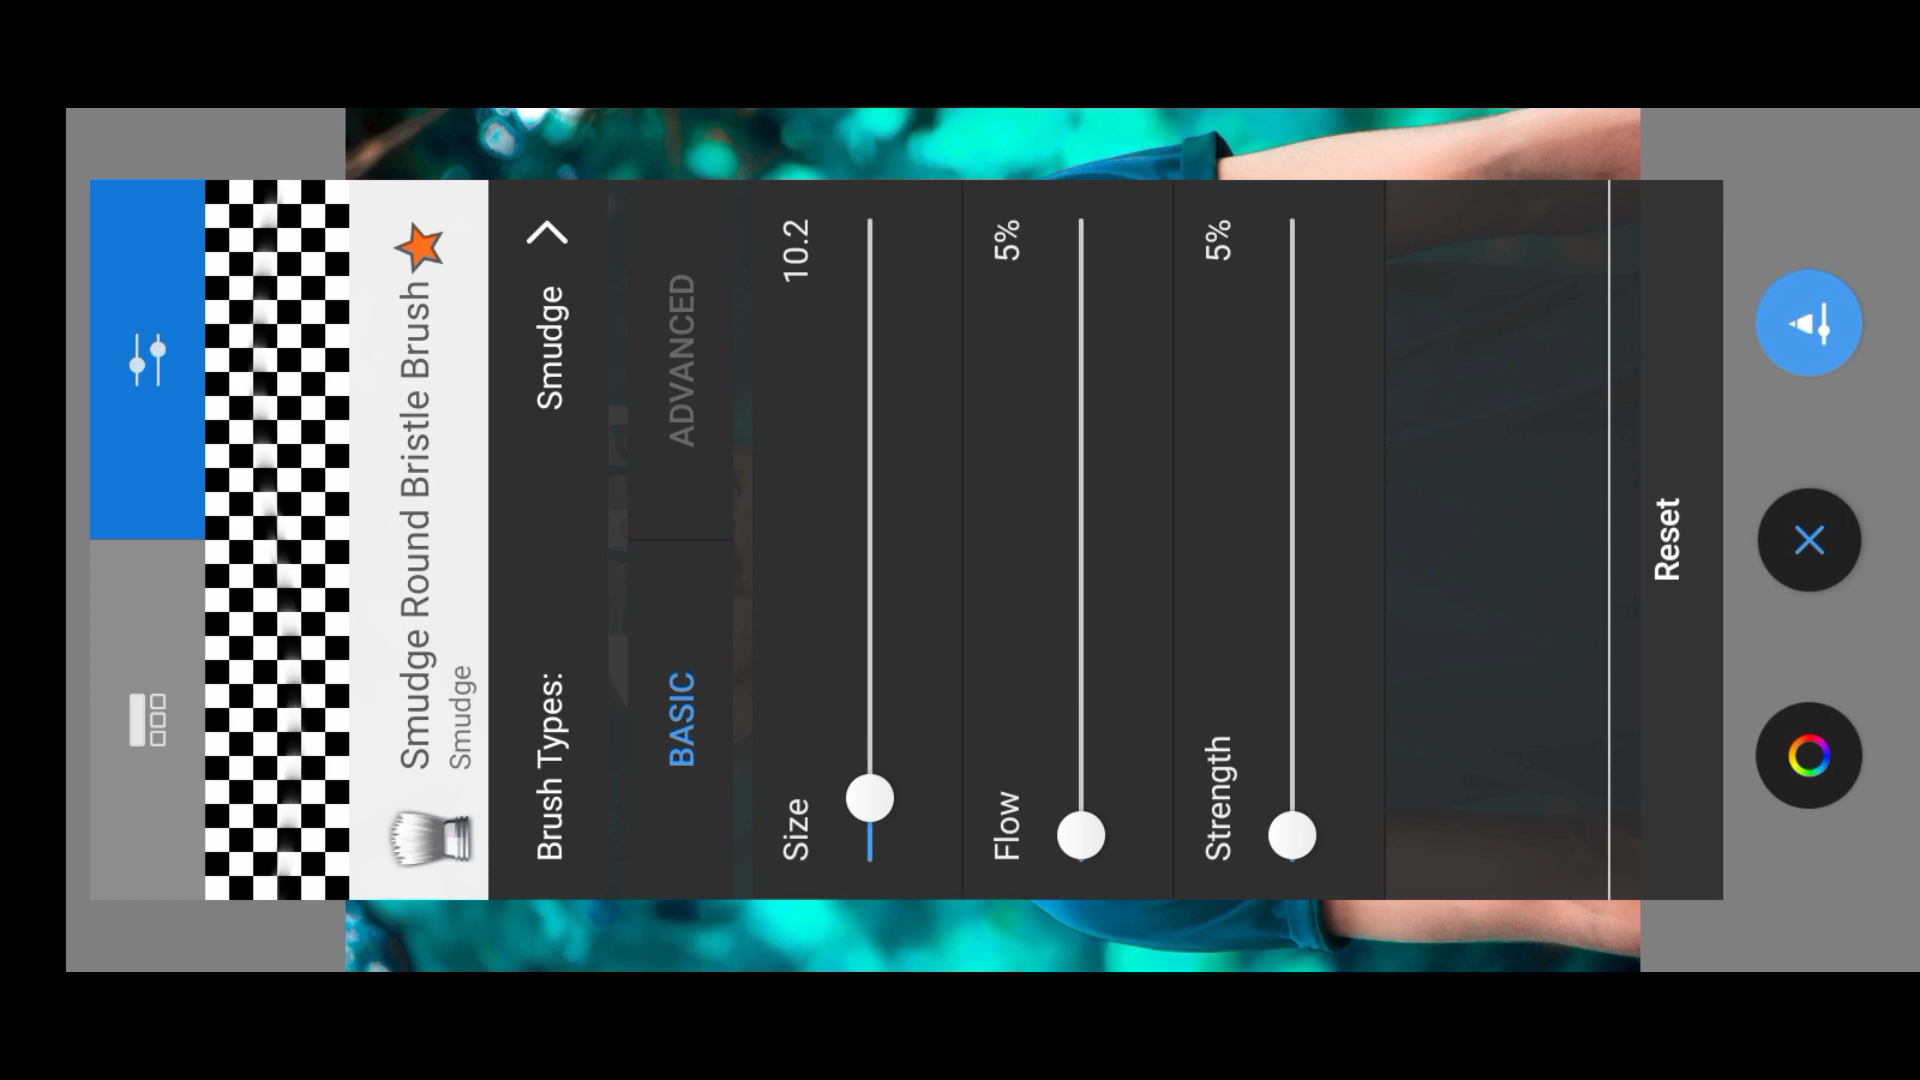 Smudge Round Bristle Brush
Smudge
Brush Types: Smudge
BASIC ADVANCED
Size 10.2
Flow 5%
Strength 5%
Reset